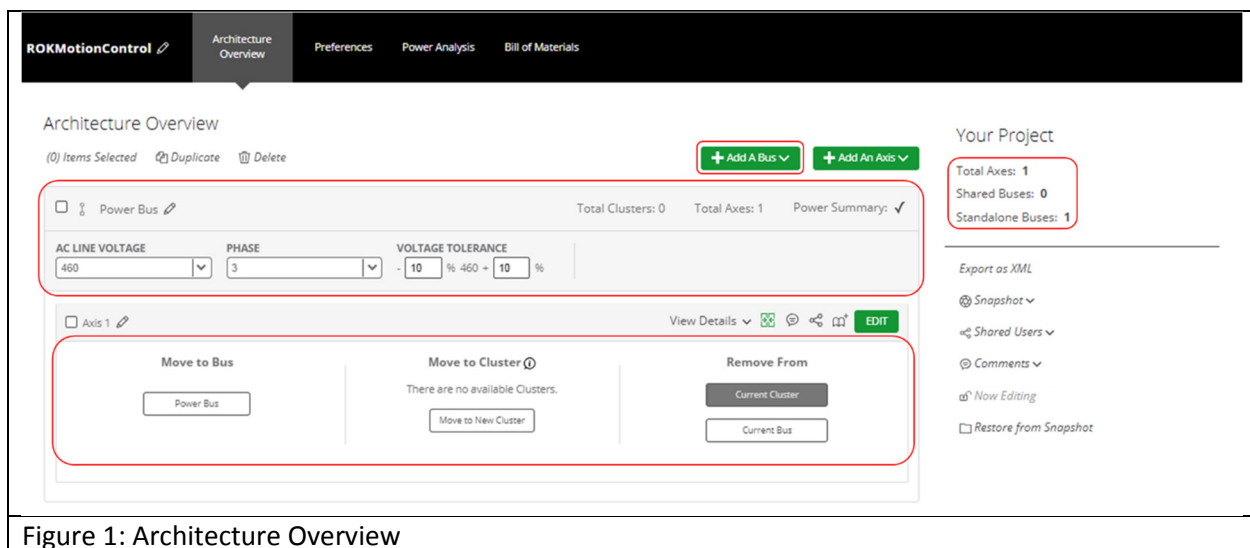 ROKMotionControl
Architecture
Overview
Preferences
Power Analysis
Bill of Materials
Architecture Overview
(0) Items Selected Duplicate Delete
+ Add A Bus
+ Add An Axis
Power Bus
Total Clusters: 0 Total Axes: 1 Power Summary: ✓
AC LINE VOLTAGE PHASE VOLTAGE TOLERANCE
460 3 - 10 % 460 + 10 %
Axis 1
View Details EDIT
Move to Bus
Power Bus
Move to Cluster
There are no available Clusters.
Move to New Cluster
Remove From
Current Cluster
Current Bus
Your Project
Total Axes: 1
Shared Buses: 0
Standalone Buses: 1
Export as XML
Snapshot
Shared Users
Comments
Now Editing
Restore from Snapshot
Figure 1: Architecture Overview